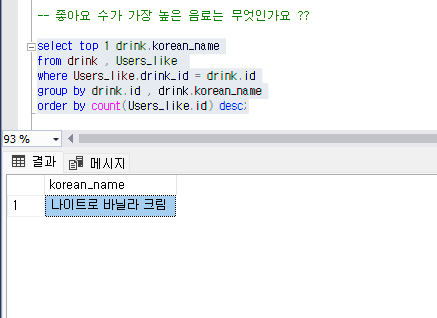 -- 좋아요 수가 가장 높은 음료는 무엇인가요 ??
select top 1 drink.korean_name
from drink , Users_like
where Users_like.drink_id = drink.id
group by drink.id , drink.korean_name
order by count(Users_like.id) desc;
93 %
결과 메시지
korean_name
1 나이트로 바닐라 크림